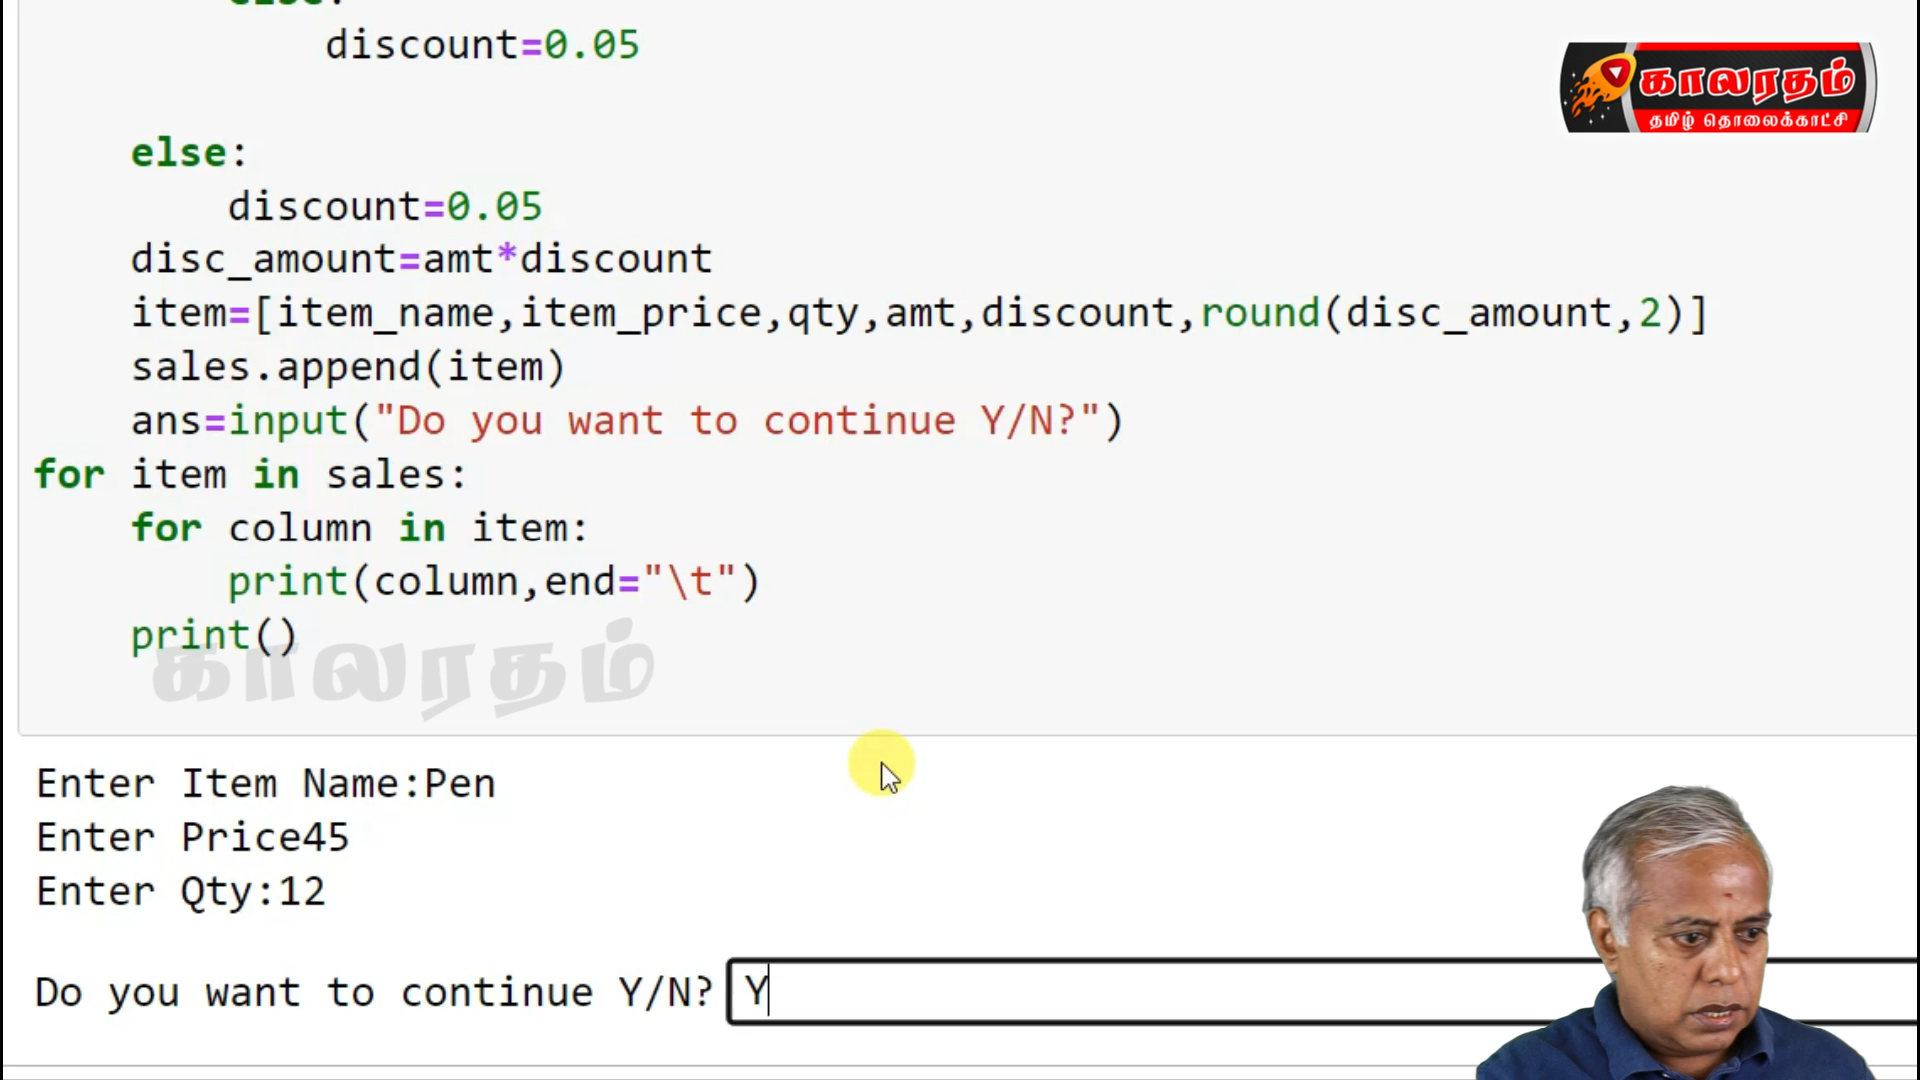 else:
discount=0.05
காலரதம்
தமிழ் தொலைக்காட்சி
else:
discount=0.05
disc_amount=amt*discount
item=[item_name,item_price,qty,amt,discount,round(disc_amount,2)]
sales.append(item)
ans=input("Do you want to continue Y/N?")
for item in sales:
for column in item:
print(column,end="\t")
print()
காலரதம்
Enter Item Name:Pen
Enter Price45
Enter Qty:12
Do you want to continue Y/N? Y